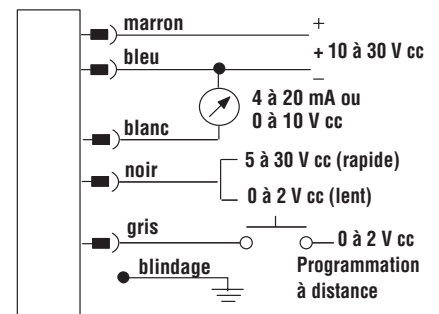 marron
+
+ 10 à 30 V cc
bleu
–
4 à 20 mA ou
0 à 10 V cc
blanc
noir
5 à 30 V cc (rapide)
0 à 2 V cc (lent)
gris
0 à 2 V cc
blindage
Programmation
à distance